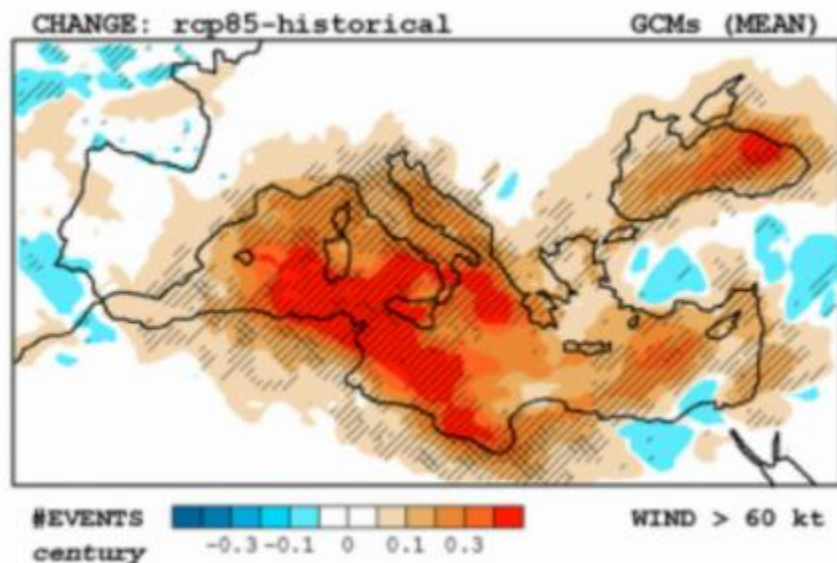 CHANGE: rcp85-historical GCMs (MEAN)
#EVENTS WIND > 60 kt
century -0.3 -0.1 0 0.1 0.3